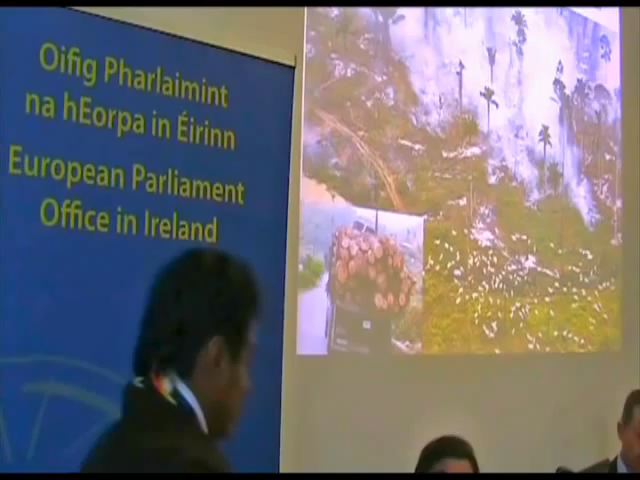 Oifig Pharlaimint
na hEorpa in Éirinn
European Parliament
Office in Ireland